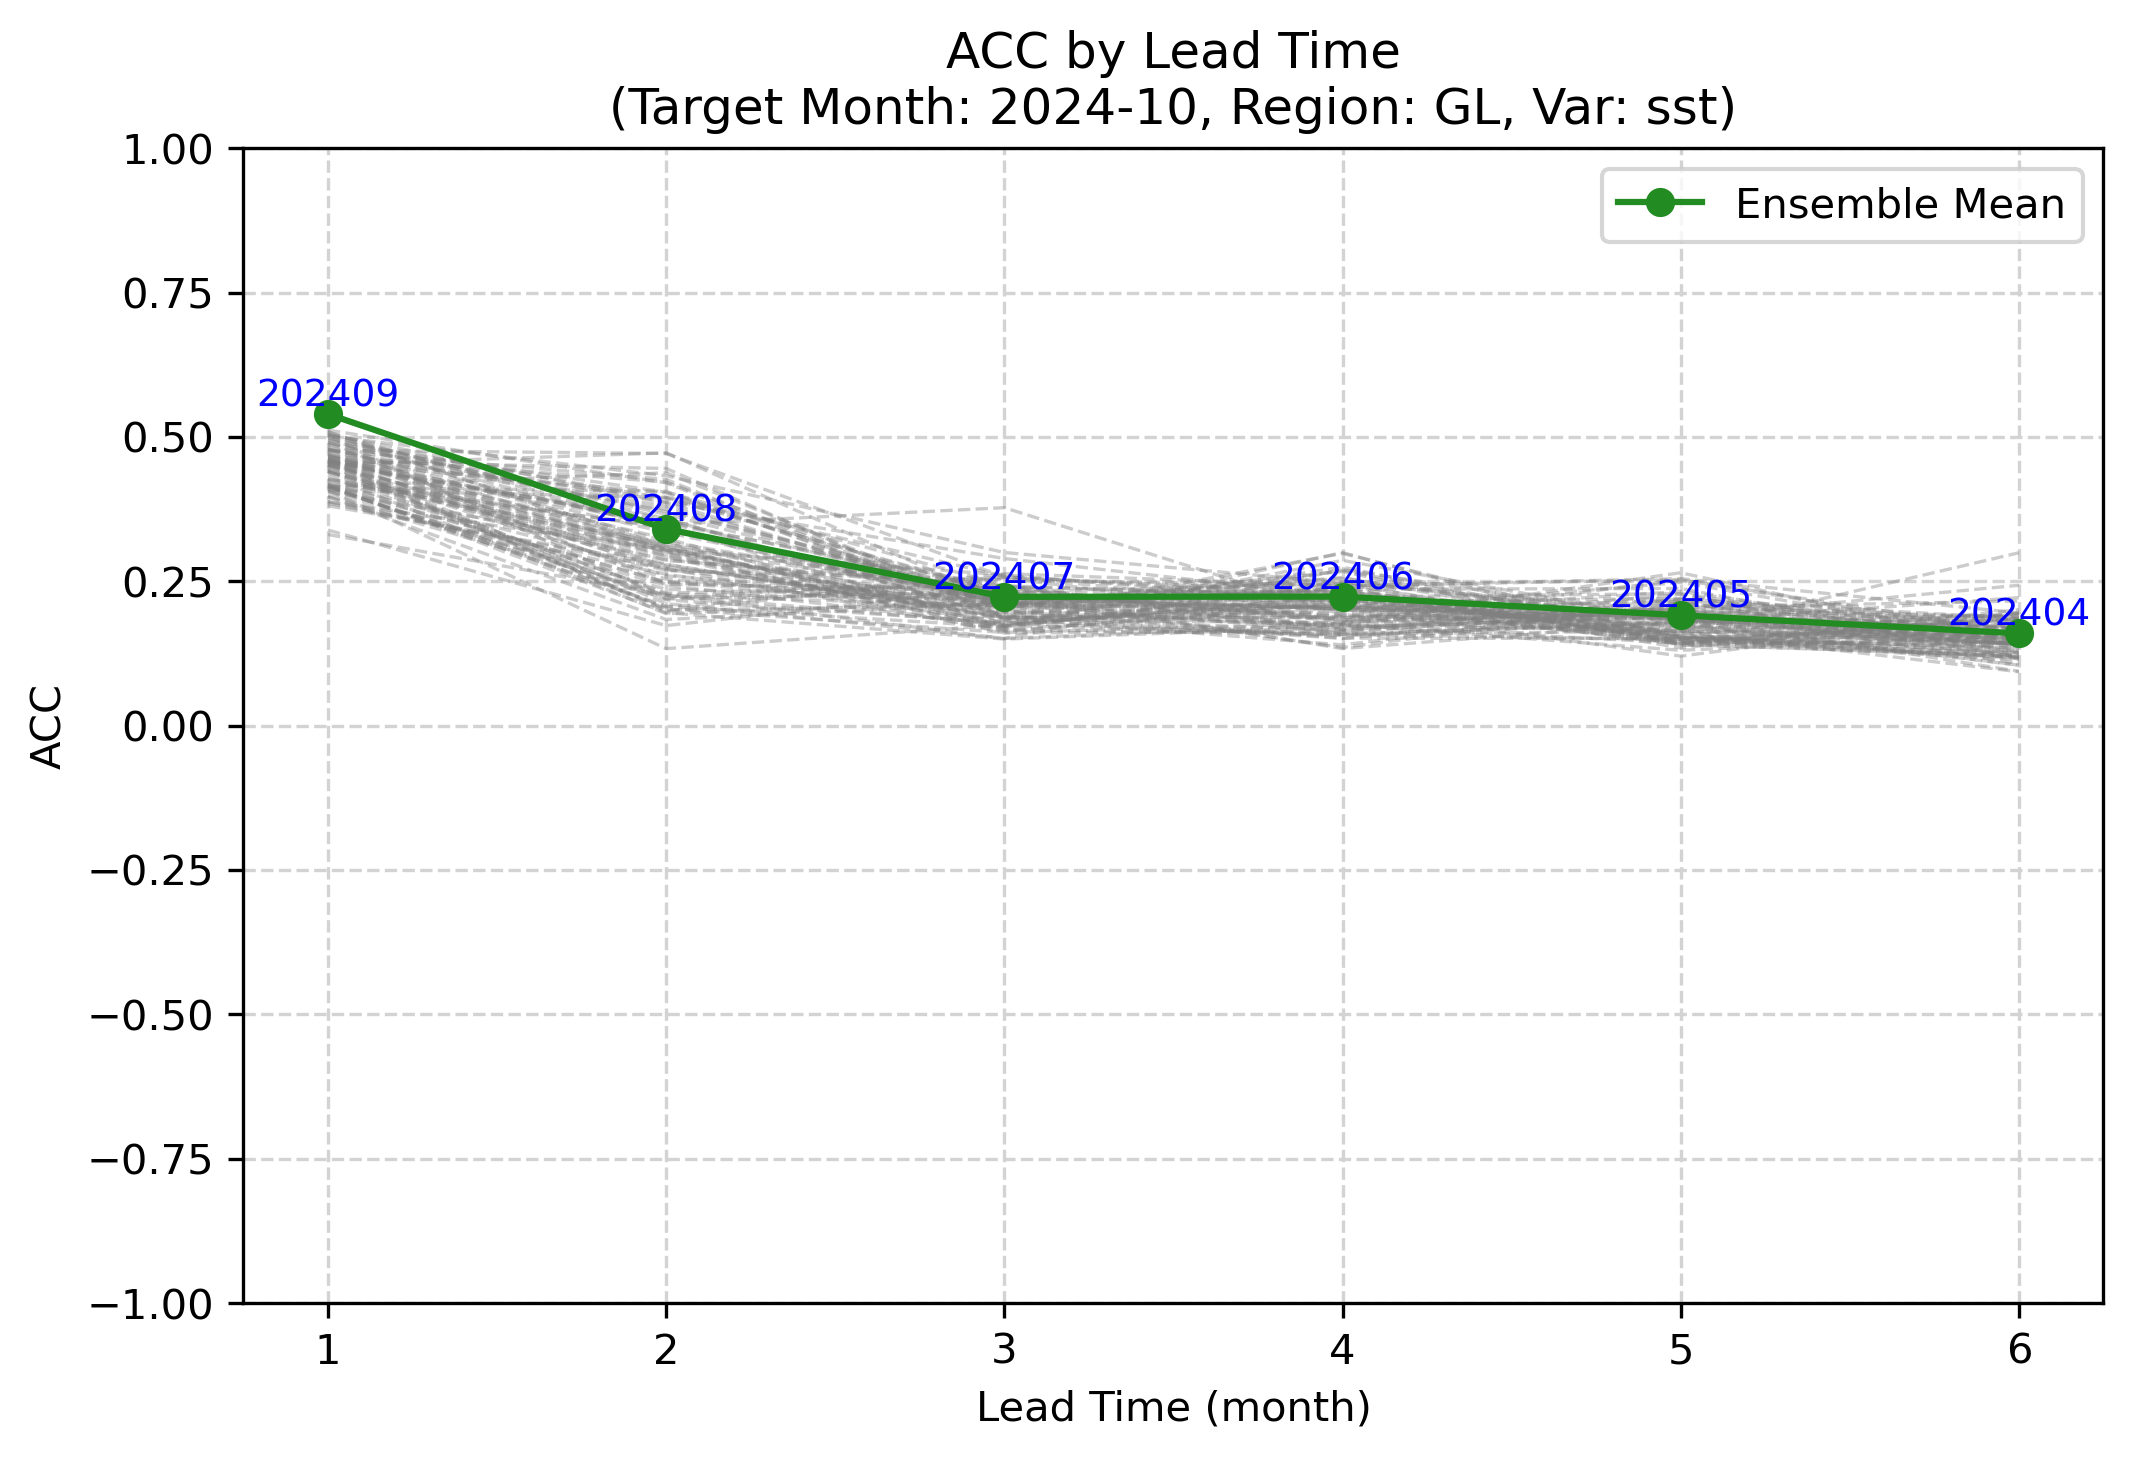 ACC by Lead Time
(Target Month: 2024-10, Region: GL, Var: sst)
1.00
0.75
0.50
0.25
0.00
−0.25
−0.50
−0.75
−1.00
ACC
Ensemble Mean
202409
202408
202407
202406
202405
202404
1 2 3 4 5 6
Lead Time (month)